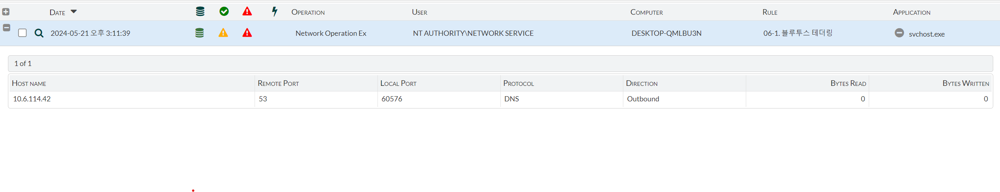 Date Operation User Computer Rule Application
2024-05-21 오후 3:11:39 Network Operation Ex NT AUTHORITY\NETWORK SERVICE DESKTOP-QMLBU3N 06-1. 블루투스 테더링 svchost.exe
1 of 1
Host name Remote Port Local Port Protocol Direction Bytes Read Bytes Written
10.6.114.42 53 60576 DNS Outbound 0 0